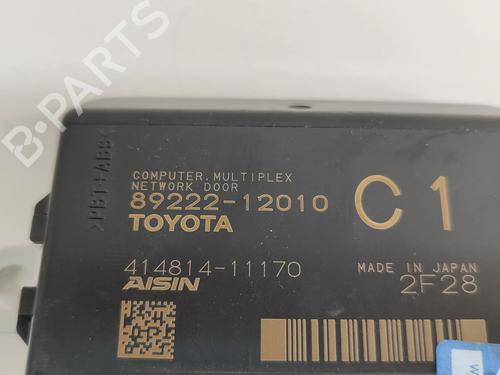 B-PARTS
>PBT+ABS<
COMPUTER. MULTIPLEX
NETWORK DOOR
89222-12010
TOYOTA
C1
414814-11170
AISIN
MADE IN JAPAN
2F28